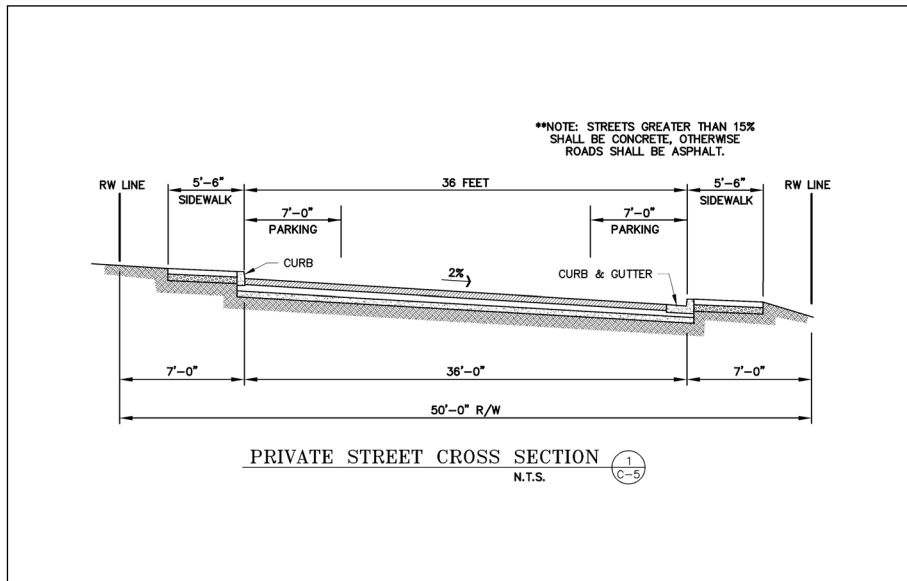 **NOTE: STREETS GREATER THAN 15%
SHALL BE CONCRETE, OTHERWISE
ROADS SHALL BE ASPHALT.
RW LINE
5'-6"
SIDEWALK
36 FEET
5'-6"
SIDEWALK
RW LINE
7'-0"
PARKING
7'-0"
PARKING
CURB
2%
CURB & GUTTER
7'-0"
36'-0"
7'-0"
50'-0" R/W
PRIVATE STREET CROSS SECTION
N.T.S.
1
C-5